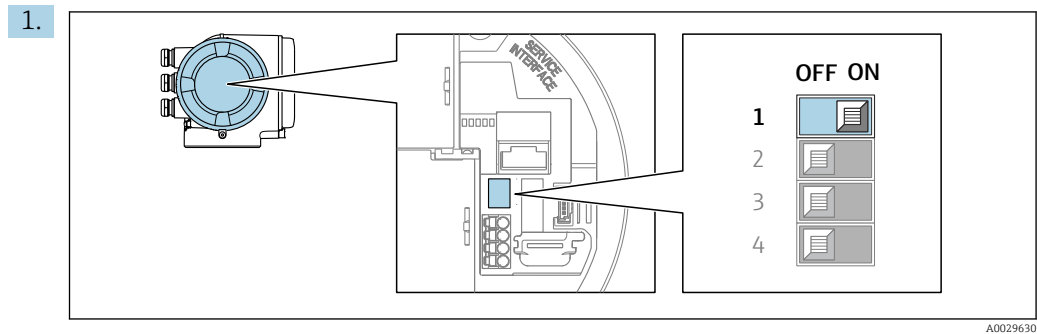 1.
SERVICE
INTERFACE
OFF ON
1
2
3
4
A0029630